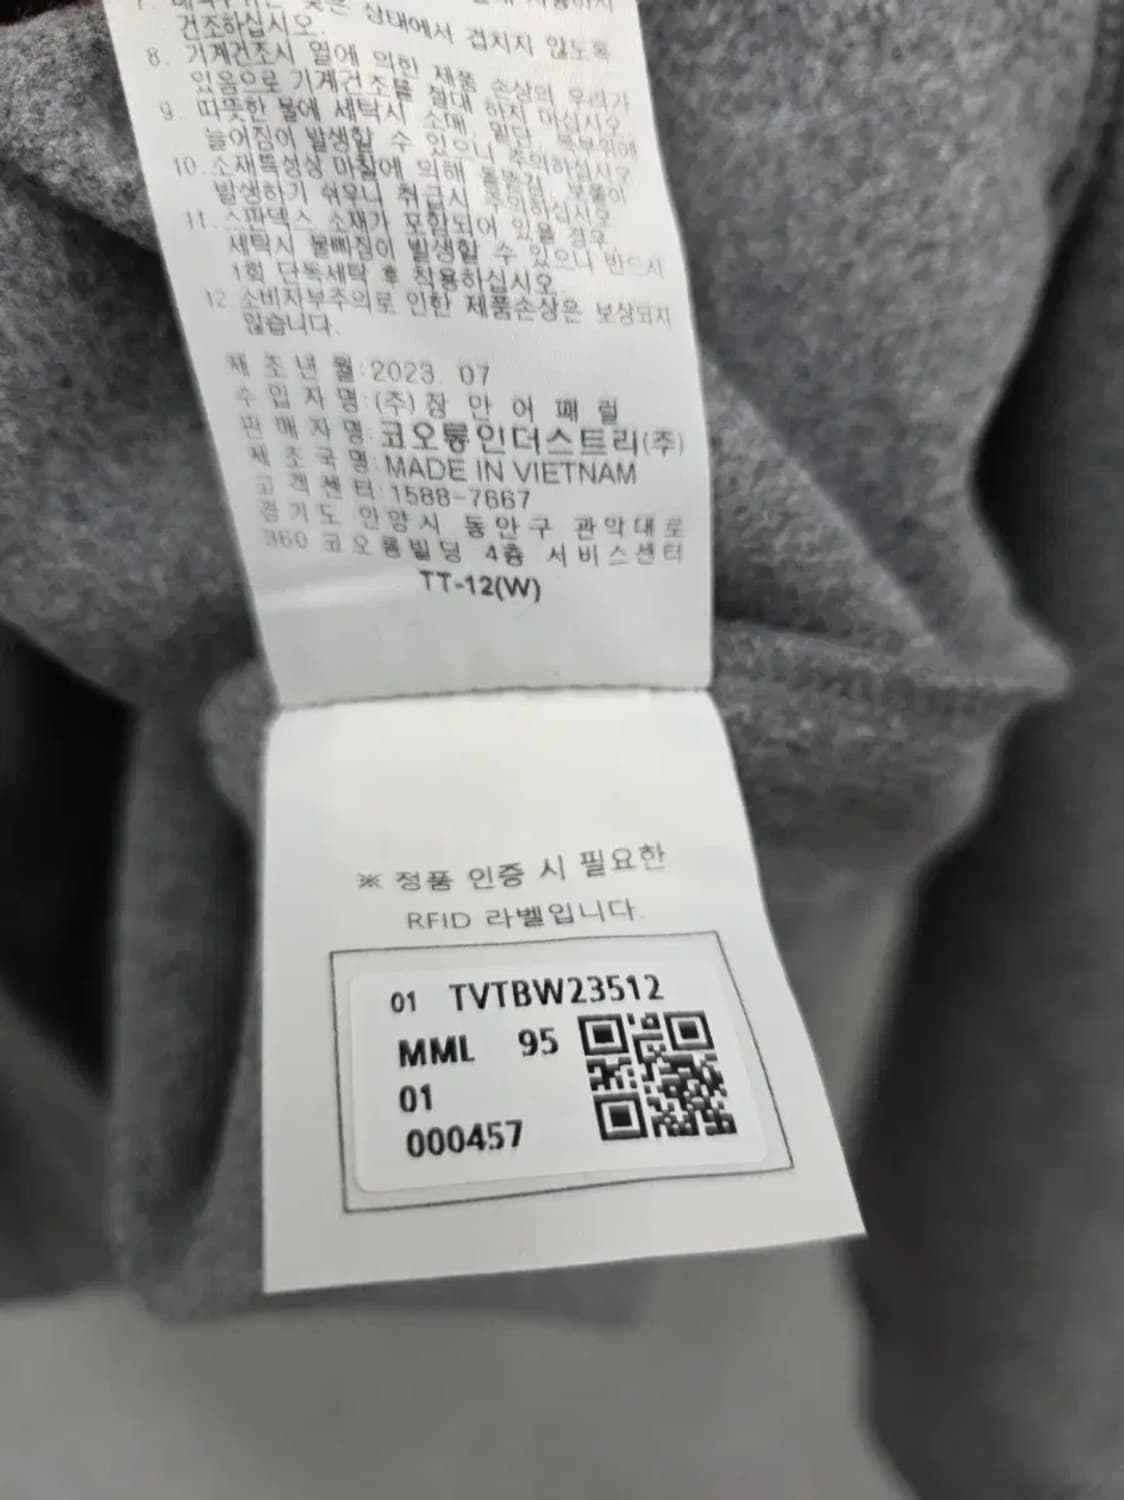 건조하십시오. 상태에서 겹치지 않도록
8. 기계건조시 열에 의한 제품 손상의 우려가
있음으로 기계건조를 절대 하지 마십시오.
9. 따뜻한 물에 세탁시 소매, 밑단, 목부위에
늘어짐이 발생할 수 있으니 주의하십시오
10. 소재특성상 마찰에 의해 보풀이
발생하기 쉬우니 취급시 주의하십시오
11. 스판덱스 소재가 포함되어 있을 경우,
세탁시 물빠짐이 발생할 수 있으니 반드시
1회 단독세탁 후 착용하십시오.
12. 소비자부주의로 인한 제품손상은 보상되지
않습니다.
제 조 년 월:2023 07
수 입 자 명:(주)장 만 어 패 럴
판 매 자 명:코오롱인더스트리(주)
제 조 국 명:MADE IN VIETNAM
고 객 센 터:1588-7667
경 기 도 안 양 시 동 안 구 관 악 대 로
360 코오롱빌딩 4층 서비스센터
TT-12(W)
※ 정품 인증 시 필요한
RFID 라벨입니다.
01 TVTBW23512
MML 95
01
000457